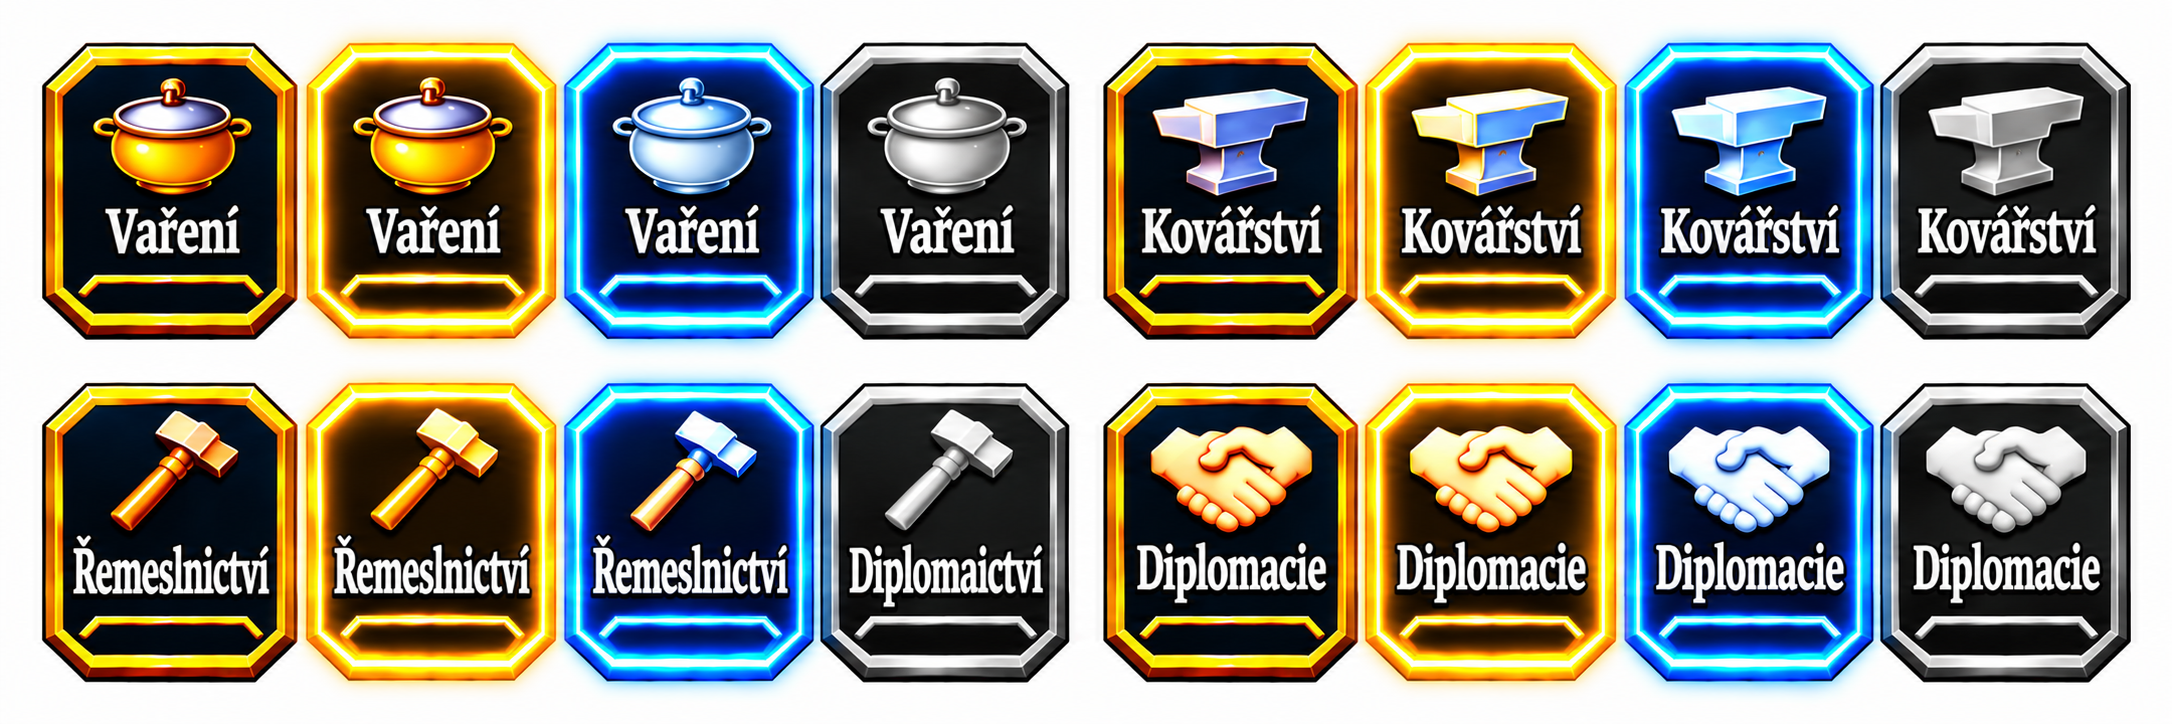 Vaření
Vaření
Vaření
Vaření
Kovářství
Kovářství
Kovářství
Kovářství
Řemeslnictví
Řemeslnictví
Řemeslnictví
Diplomaictví
Diplomacie
Diplomacie
Diplomacie
Diplomacie